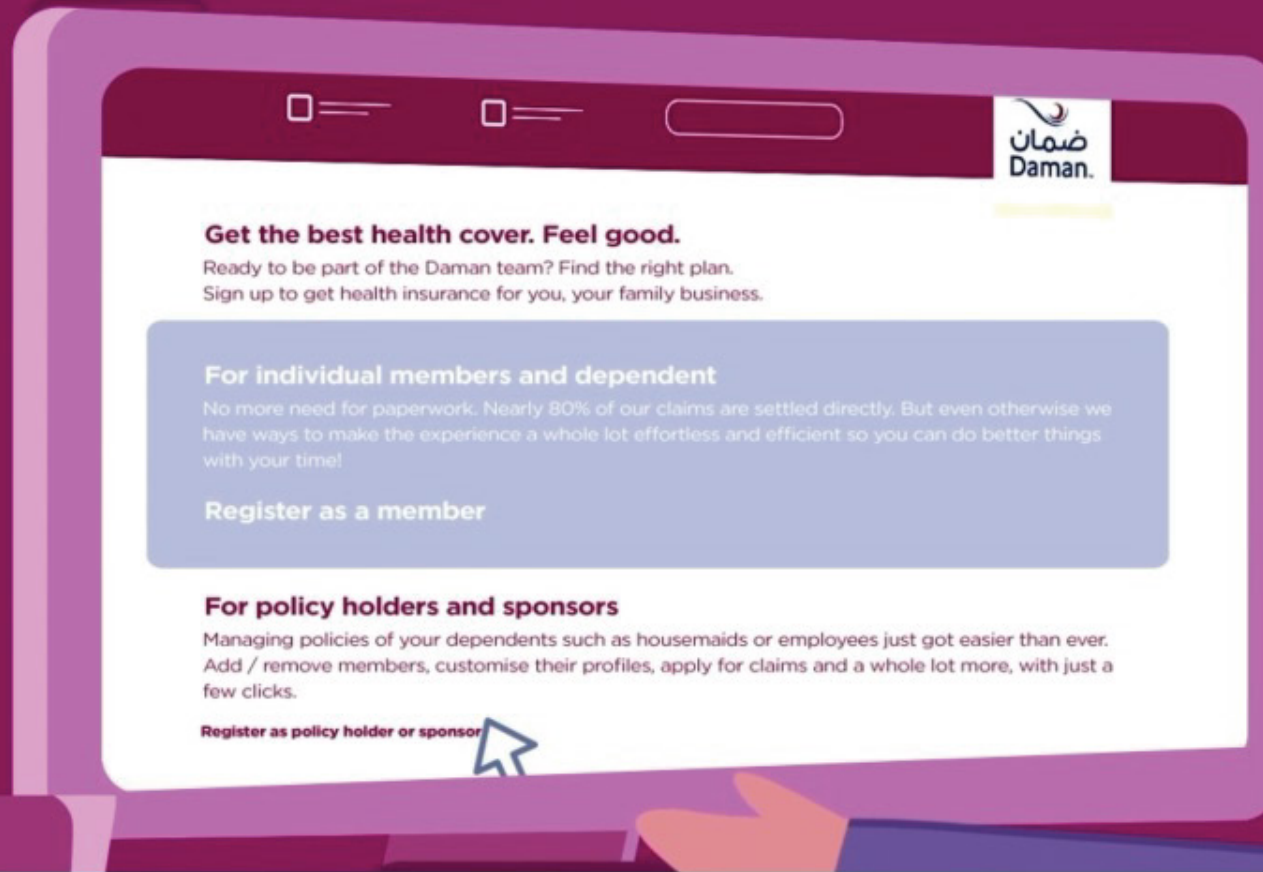 ضمان
Daman.
Get the best health cover. Feel good.
Ready to be part of the Daman team? Find the right plan.
Sign up to get health insurance for you, your family business.
For individual members and dependent
No more need for paperwork. Nearly 80% of our claims are settled directly. But even otherwise we
have ways to make the experience a whole lot effortless and efficient so you can do better things
with your time!
Register as a member
For policy holders and sponsors
Managing policies of your dependents such as housemaids or employees just got easier than ever.
Add / remove members, customise their profiles, apply for claims and a whole lot more, with just a
few clicks.
Register as policy holder or sponsor